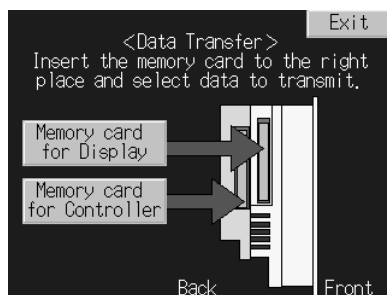 Exit
<Data Transfer>
Insert the memory card to the right
place and select data to transmit.
Memory card
for Display
Memory card
for Controller
Back
Front